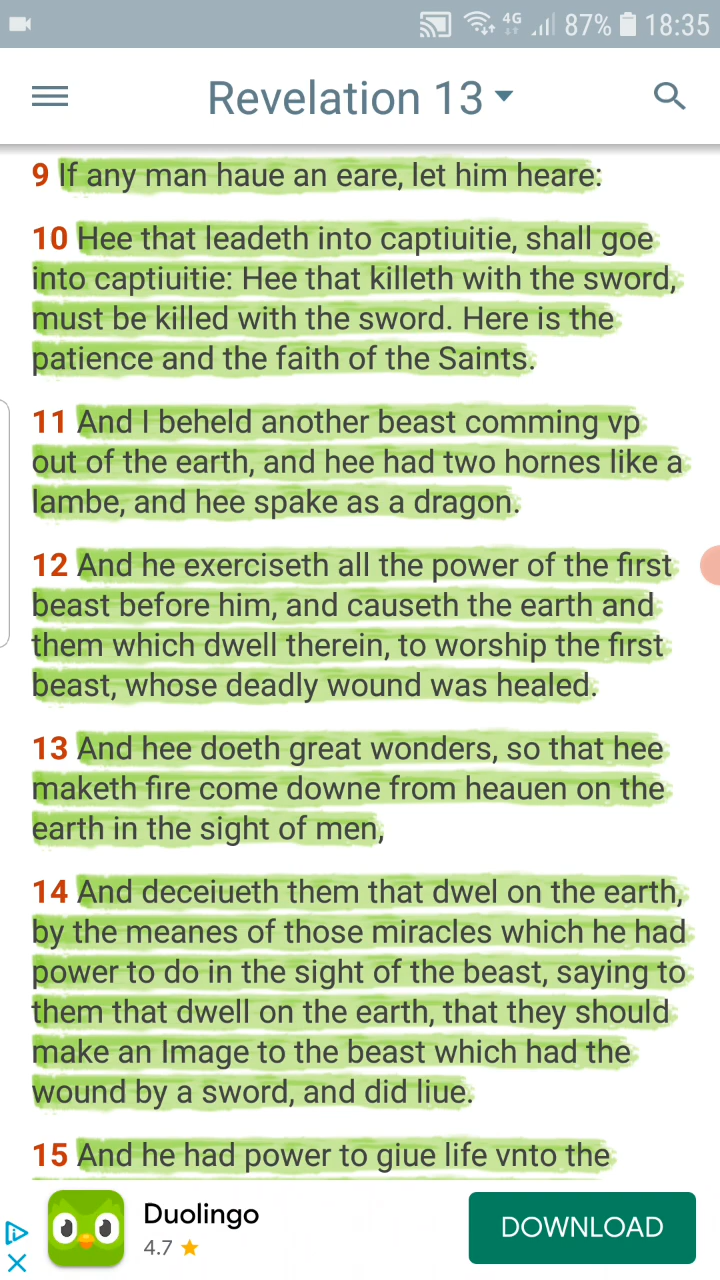 4G 87% 18:35
Revelation 13
9 If any man haue an eare, let him heare:
10 Hee that leadeth into captiuitie, shall goe
into captiuitie: Hee that killeth with the sword,
must be killed with the sword. Here is the
patience and the faith of the Saints.
11 And I beheld another beast comming vp
out of the earth, and hee had two hornes like a
lambe, and hee spake as a dragon.
12 And he exerciseth all the power of the first
beast before him, and causeth the earth and
them which dwell therein, to worship the first
beast, whose deadly wound was healed.
13 And hee doeth great wonders, so that hee
maketh fire come downe from heauen on the
earth in the sight of men,
14 And deceiueth them that dwel on the earth,
by the meanes of those miracles which he had
power to do in the sight of the beast, saying to
them that dwell on the earth, that they should
make an Image to the beast which had the
wound by a sword, and did liue.
15 And he had power to giue life vnto the
Duolingo
4.7 ★
DOWNLOAD